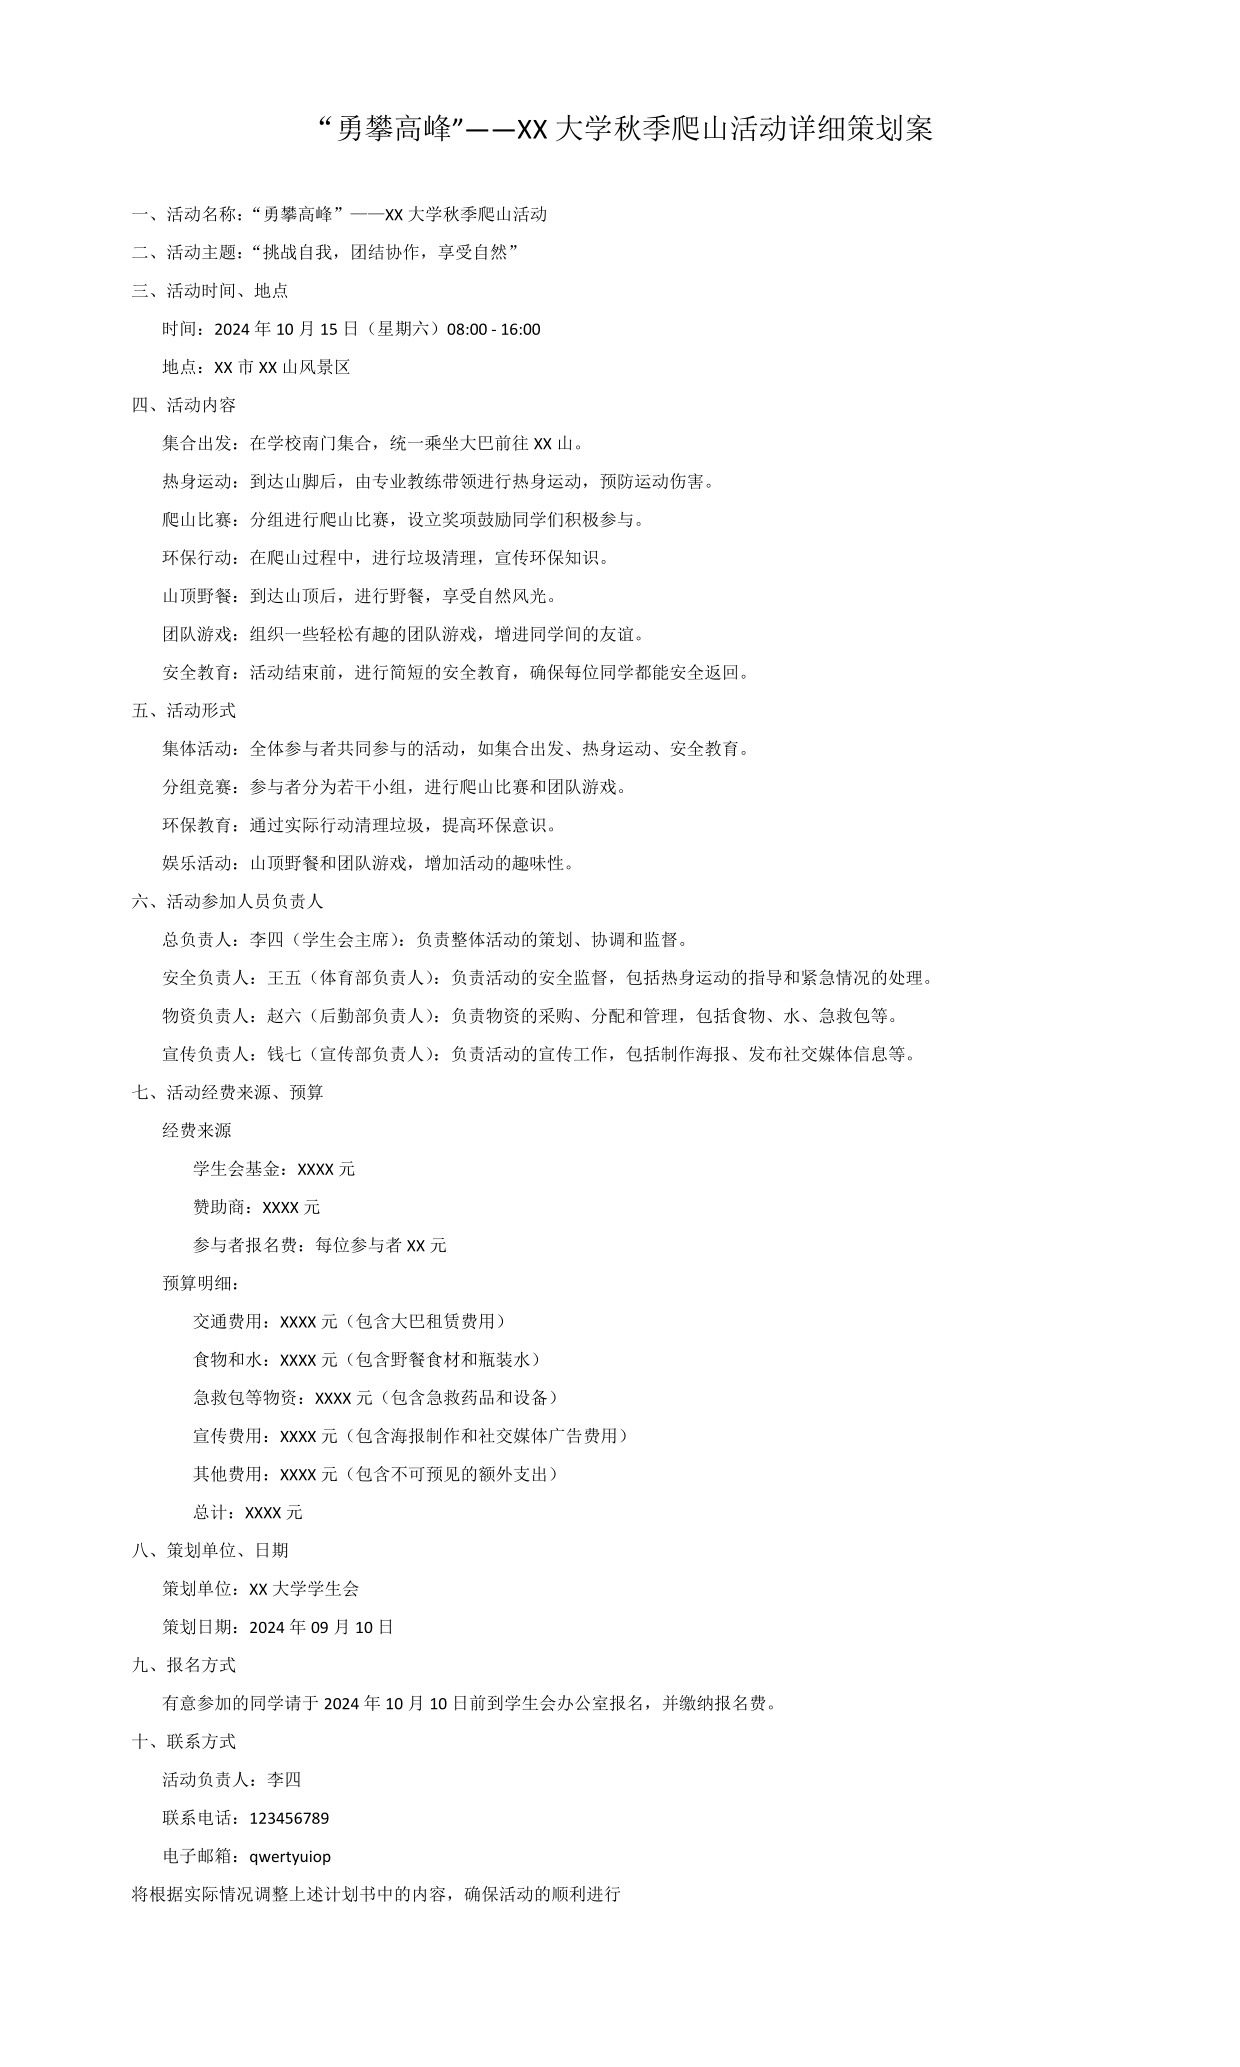 “勇攀高峰”——XX 大学秋季爬山活动详细策划案
一、活动名称：“勇攀高峰”——XX 大学秋季爬山活动
二、活动主题：“挑战自我，团结协作，享受自然”
三、活动时间、地点
时间：2024 年 10 月 15 日（星期六）08:00 - 16:00
地点：XX 市 XX 山风景区
四、活动内容
集合出发：在学校南门集合，统一乘坐大巴前往 XX 山。
热身运动：到达山脚后，由专业教练带领进行热身运动，预防运动伤害。
爬山比赛：分组进行爬山比赛，设立奖项鼓励同学们积极参与。
环保行动：在爬山过程中，进行垃圾清理，宣传环保知识。
山顶野餐：到达山顶后，进行野餐，享受自然风光。
团队游戏：组织一些轻松有趣的团队游戏，增进同学间的友谊。
安全教育：活动结束前，进行简短的安全教育，确保每位同学都能安全返回。
五、活动形式
集体活动：全体参与者共同参与的活动，如集合出发、热身运动、安全教育。
分组竞赛：参与者分为若干小组，进行爬山比赛和团队游戏。
环保教育：通过实际行动清理垃圾，提高环保意识。
娱乐活动：山顶野餐和团队游戏，增加活动的趣味性。
六、活动参加人员负责人
总负责人：李四（学生会主席）：负责整体活动的策划、协调和监督。
安全负责人：王五（体育部负责人）：负责活动的安全监督，包括热身运动的指导和紧急情况的处理。
物资负责人：赵六（后勤部负责人）：负责物资的采购、分配和管理，包括食物、水、急救包等。
宣传负责人：钱七（宣传部负责人）：负责活动的宣传工作，包括制作海报、发布社交媒体信息等。
七、活动经费来源、预算
经费来源
学生会基金：XXXX 元
赞助商：XXXX 元
参与者报名费：每位参与者 XX 元
预算明细：
交通费用：XXXX 元（包含大巴租赁费用）
食物和水：XXXX 元（包含野餐食材和瓶装水）
急救包等物资：XXXX 元（包含急救药品和设备）
宣传费用：XXXX 元（包含海报制作和社交媒体广告费用）
其他费用：XXXX 元（包含不可预见的额外支出）
总计：XXXX 元
八、策划单位、日期
策划单位：XX 大学学生会
策划日期：2024 年 09 月 10 日
九、报名方式
有意参加的同学请于 2024 年 10 月 10 日前到学生会办公室报名，并缴纳报名费。
十、联系方式
活动负责人：李四
联系电话：123456789
电子邮箱：qwertyuiop
将根据实际情况调整上述计划书中的内容，确保活动的顺利进行